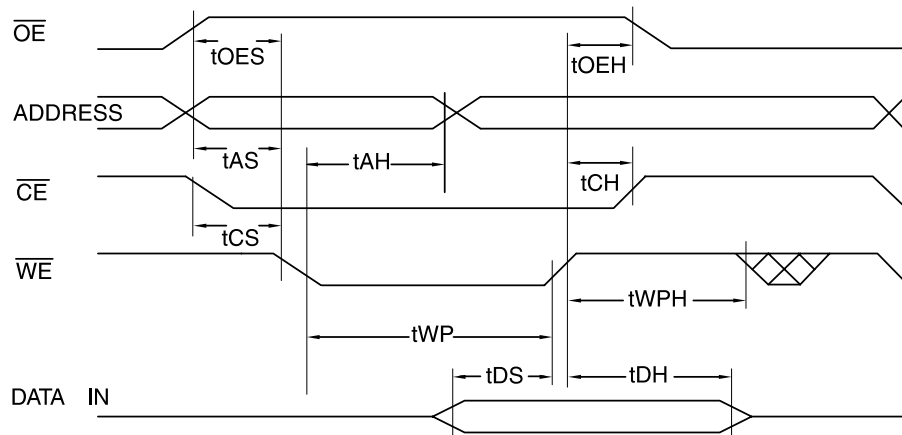 OE
tOES
tOEH
ADDRESS
tAS
tAH
tCH
CE
tCS
WE
tWPH
tWP
tDS
tDH
DATA IN